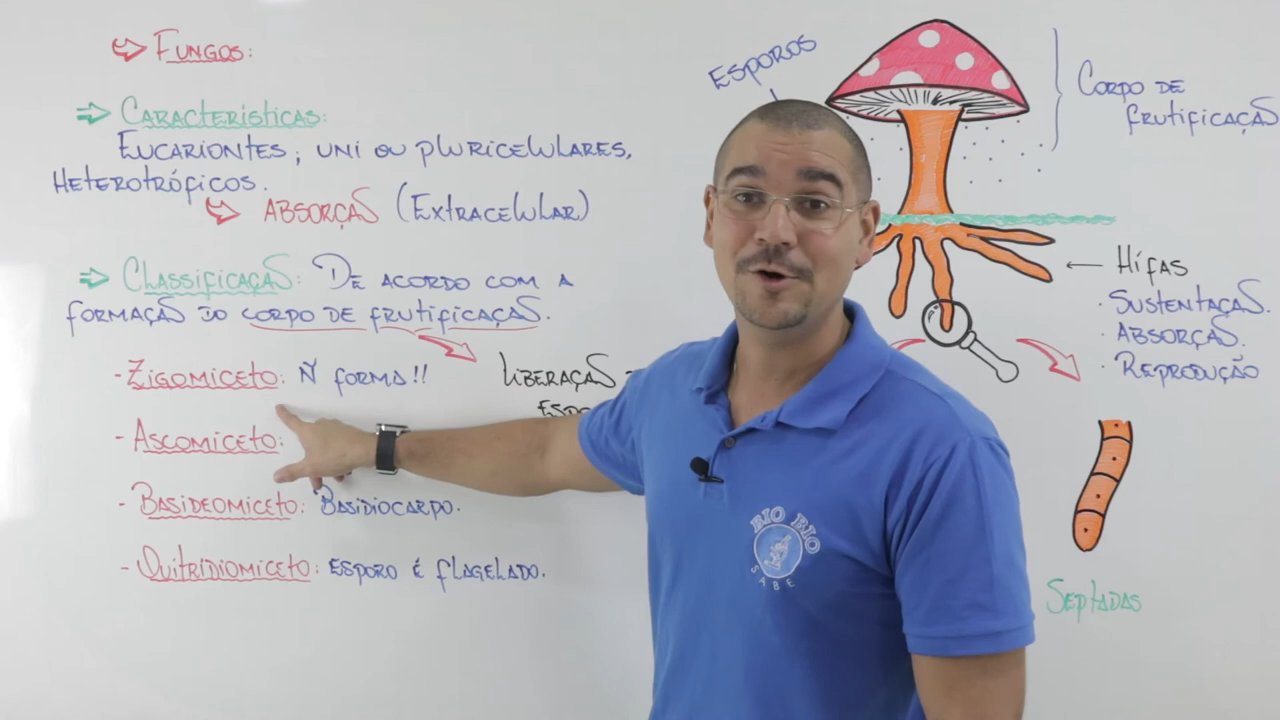 Fungos:
Características:
Eucariontes; uni ou pluricelulares,
Heterotróficos.
Absorção (Extracelular)
Classificação: De acordo com a
formação do corpo de frutificação.
- Zigomiceto: Ñ forma!!
Liberação
- Ascomiceto:
- Basideomiceto: Basidiocarpo.
- Quitridiomiceto: Esporo é flagelado.
Esporos
Corpo de
frutificação
Hífas
· Sustentação.
· Absorção.
· Reprodução
Septadas
BIO BIO
SABE